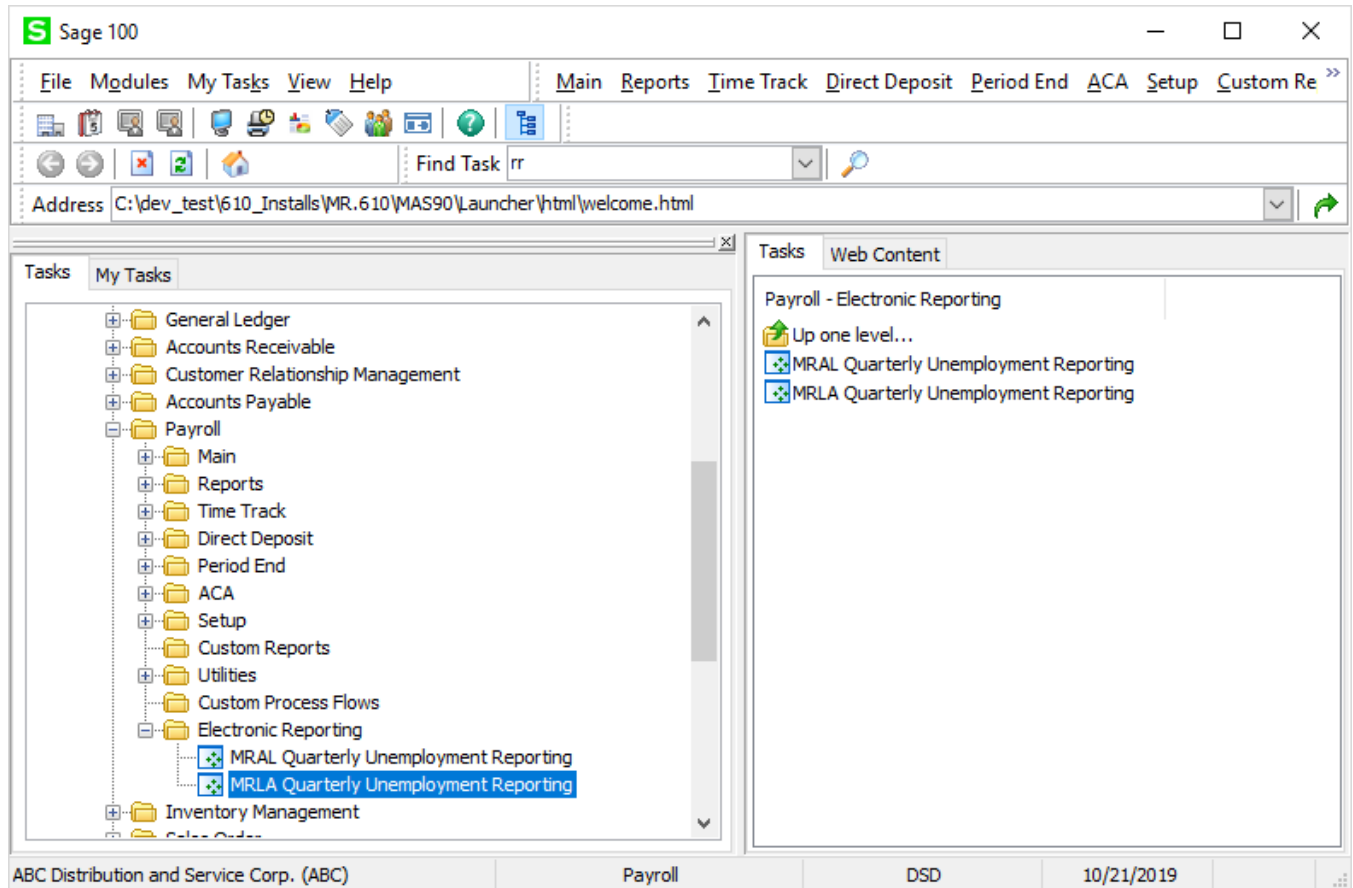 Sage 100
File Modules My Tasks View Help Main Reports Time Track Direct Deposit Period End ACA Setup Custom Re »
Find Task rr
Address C:\dev_test\610_Installs\MR.610\MAS90\Launcher\html\welcome.html
Tasks My Tasks
General Ledger
Accounts Receivable
Customer Relationship Management
Accounts Payable
Payroll
Main
Reports
Time Track
Direct Deposit
Period End
ACA
Setup
Custom Reports
Utilities
Custom Process Flows
Electronic Reporting
MRAL Quarterly Unemployment Reporting
MRLA Quarterly Unemployment Reporting
Inventory Management
Sales Order
Tasks Web Content
Payroll - Electronic Reporting
Up one level...
MRAL Quarterly Unemployment Reporting
MRLA Quarterly Unemployment Reporting
ABC Distribution and Service Corp. (ABC) Payroll DSD 10/21/2019